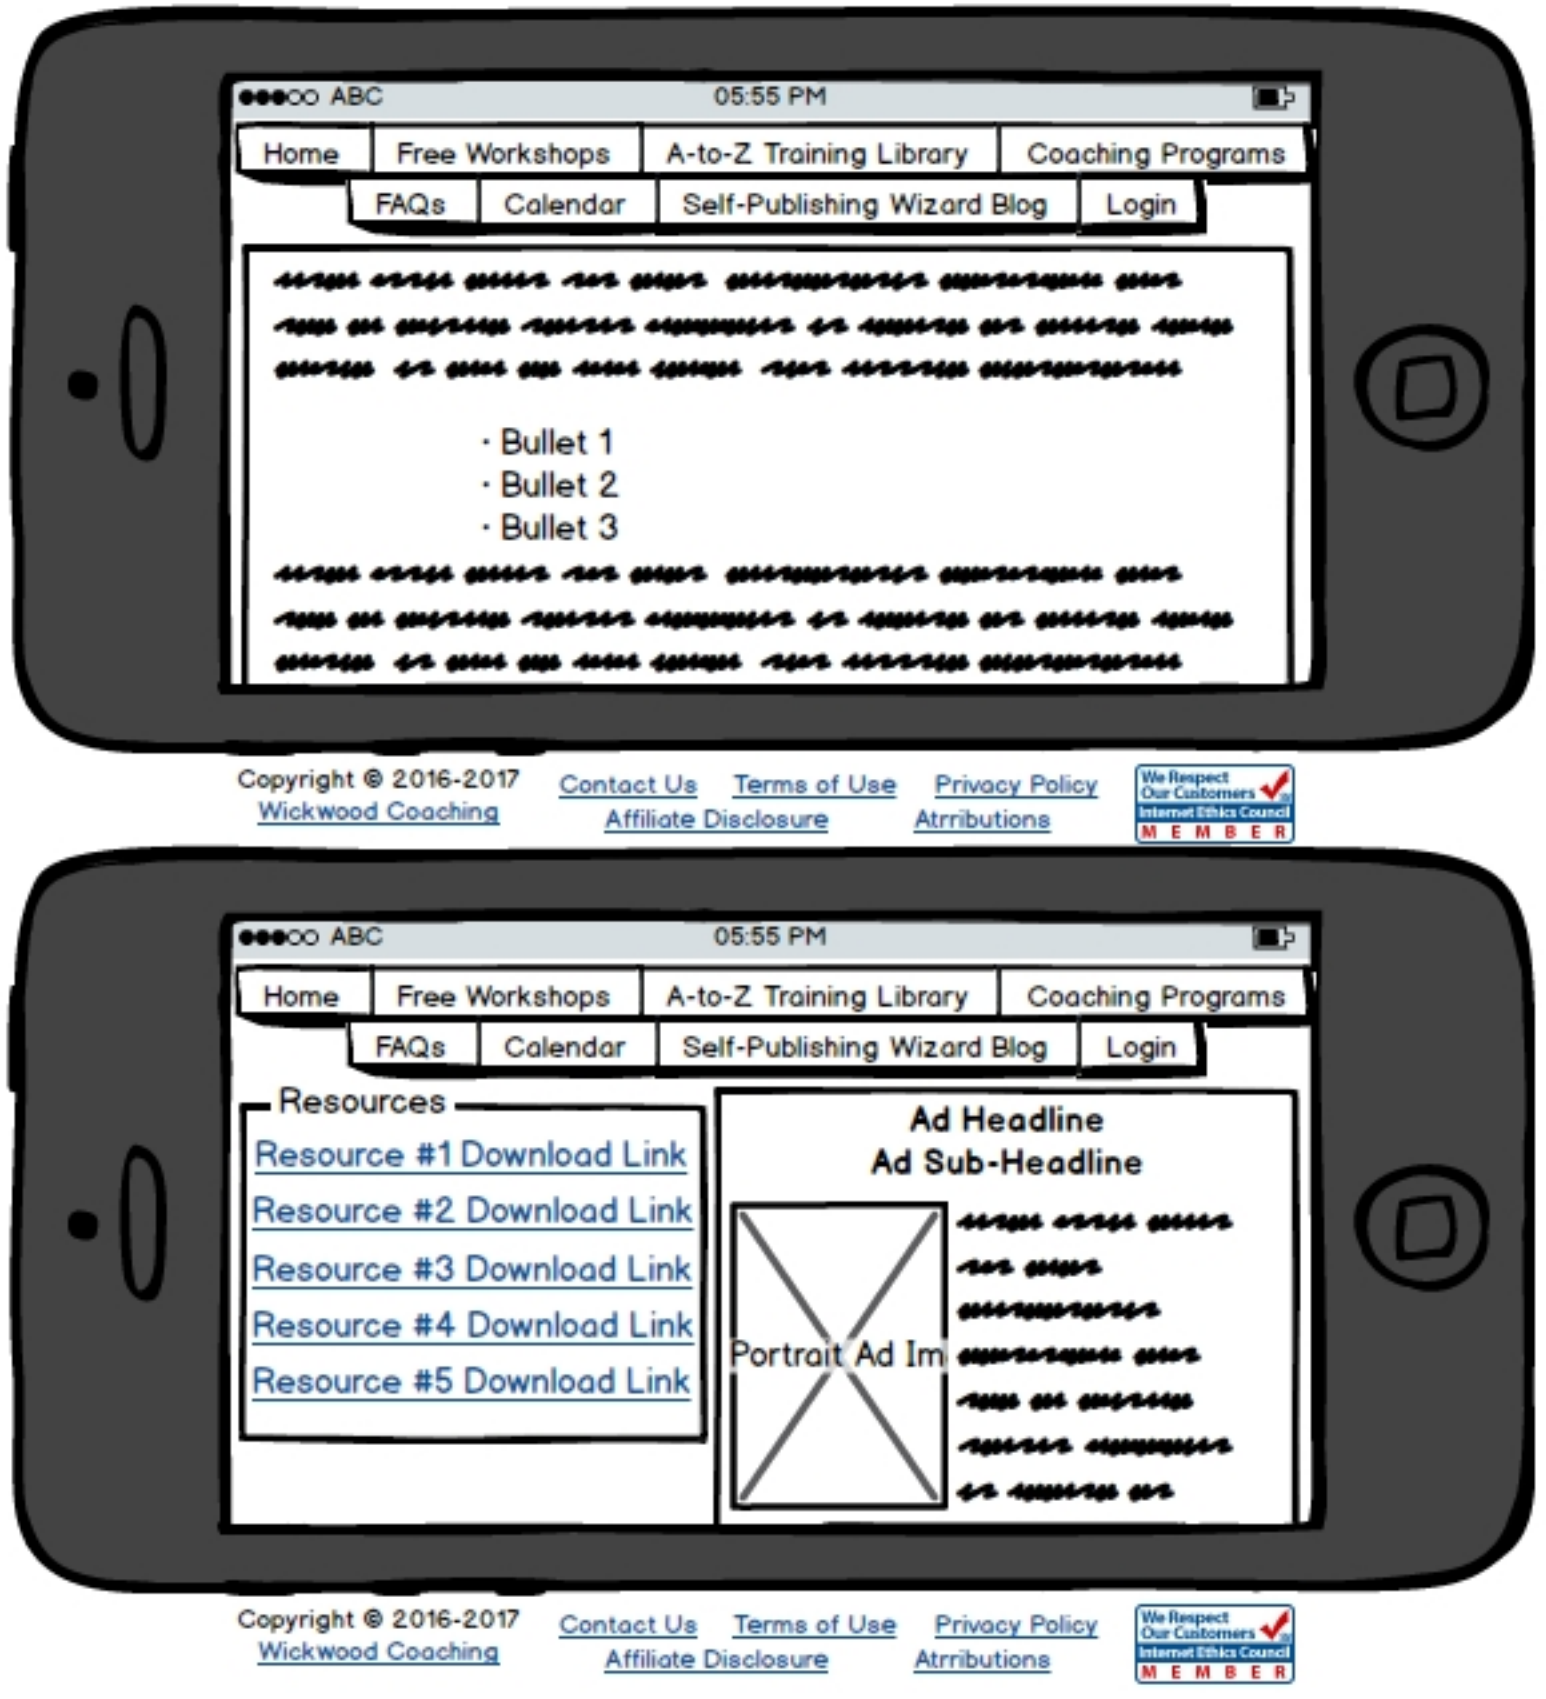 ABC 05:55 PM
Home Free Workshops A-to-Z Training Library Coaching Programs
FAQs Calendar Self-Publishing Wizard Blog Login
· Bullet 1
· Bullet 2
· Bullet 3
Copyright © 2016-2017 Contact Us Terms of Use Privacy Policy
Wickwood Coaching Affiliate Disclosure Atrributions
We Respect
Our Customers
Internet Ethics Council
MEMBER
ABC 05:55 PM
Home Free Workshops A-to-Z Training Library Coaching Programs
FAQs Calendar Self-Publishing Wizard Blog Login
Resources
Resource #1 Download Link
Resource #2 Download Link
Resource #3 Download Link
Resource #4 Download Link
Resource #5 Download Link
Ad Headline
Ad Sub-Headline
Portrait Ad Im
Copyright © 2016-2017 Contact Us Terms of Use Privacy Policy
Wickwood Coaching Affiliate Disclosure Atrributions
We Respect
Our Customers
Internet Ethics Council
MEMBER